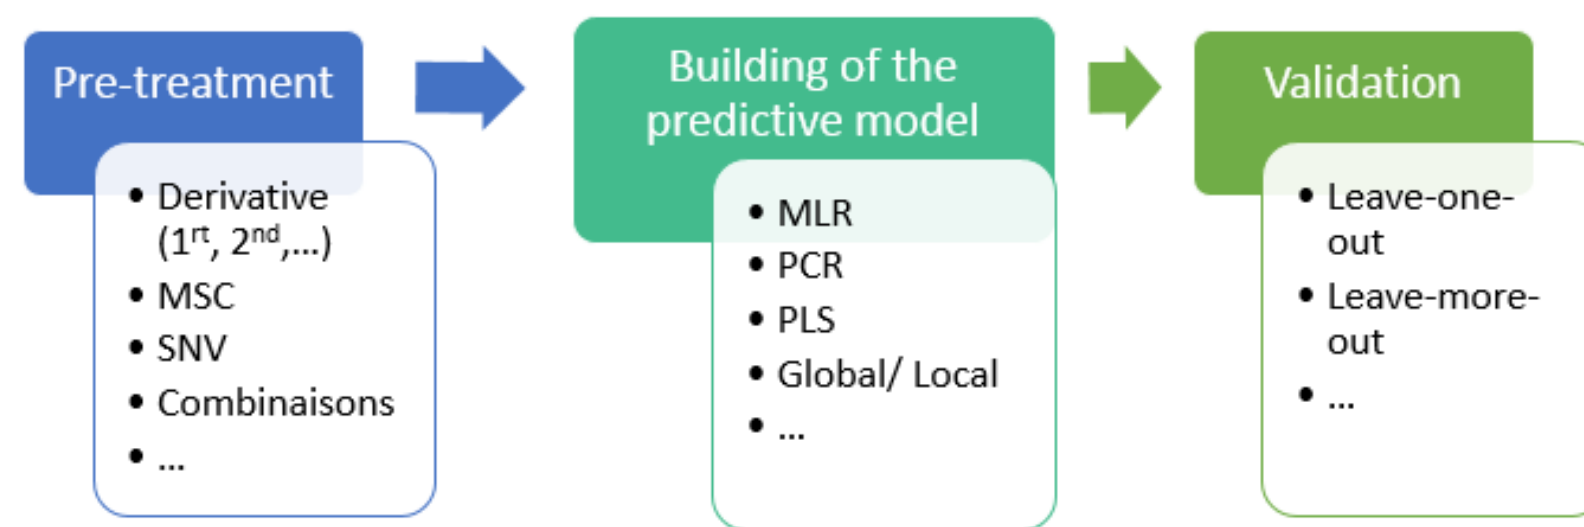 Pre-treatment
• Derivative
(1rt, 2nd,...)
• MSC
• SNV
• Combinaisons
• ...
Building of the
predictive model
• MLR
• PCR
• PLS
• Global/ Local
• ...
Validation
• Leave-one-
out
• Leave-more-
out
• ...